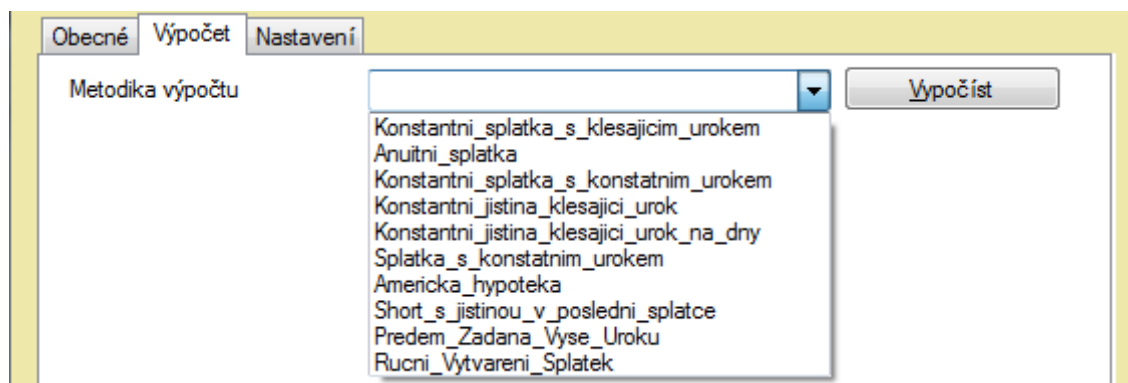 Obecné Výpočet Nastavení
Metodika výpočtu Vypočíst
Konstantni_splatka_s_klesajicim_urokem
Anuitni_splatka
Konstantni_splatka_s_konstatnim_urokem
Konstantni_jistina_klesajici_urok
Konstantni_jistina_klesajici_urok_na_dny
Splatka_s_konstatnim_urokem
Americka_hypoteka
Short_s_jistinou_v_posledni_splatce
Predem_Zadana_Vyse_Uroku
Rucni_Vytvareni_Splatek